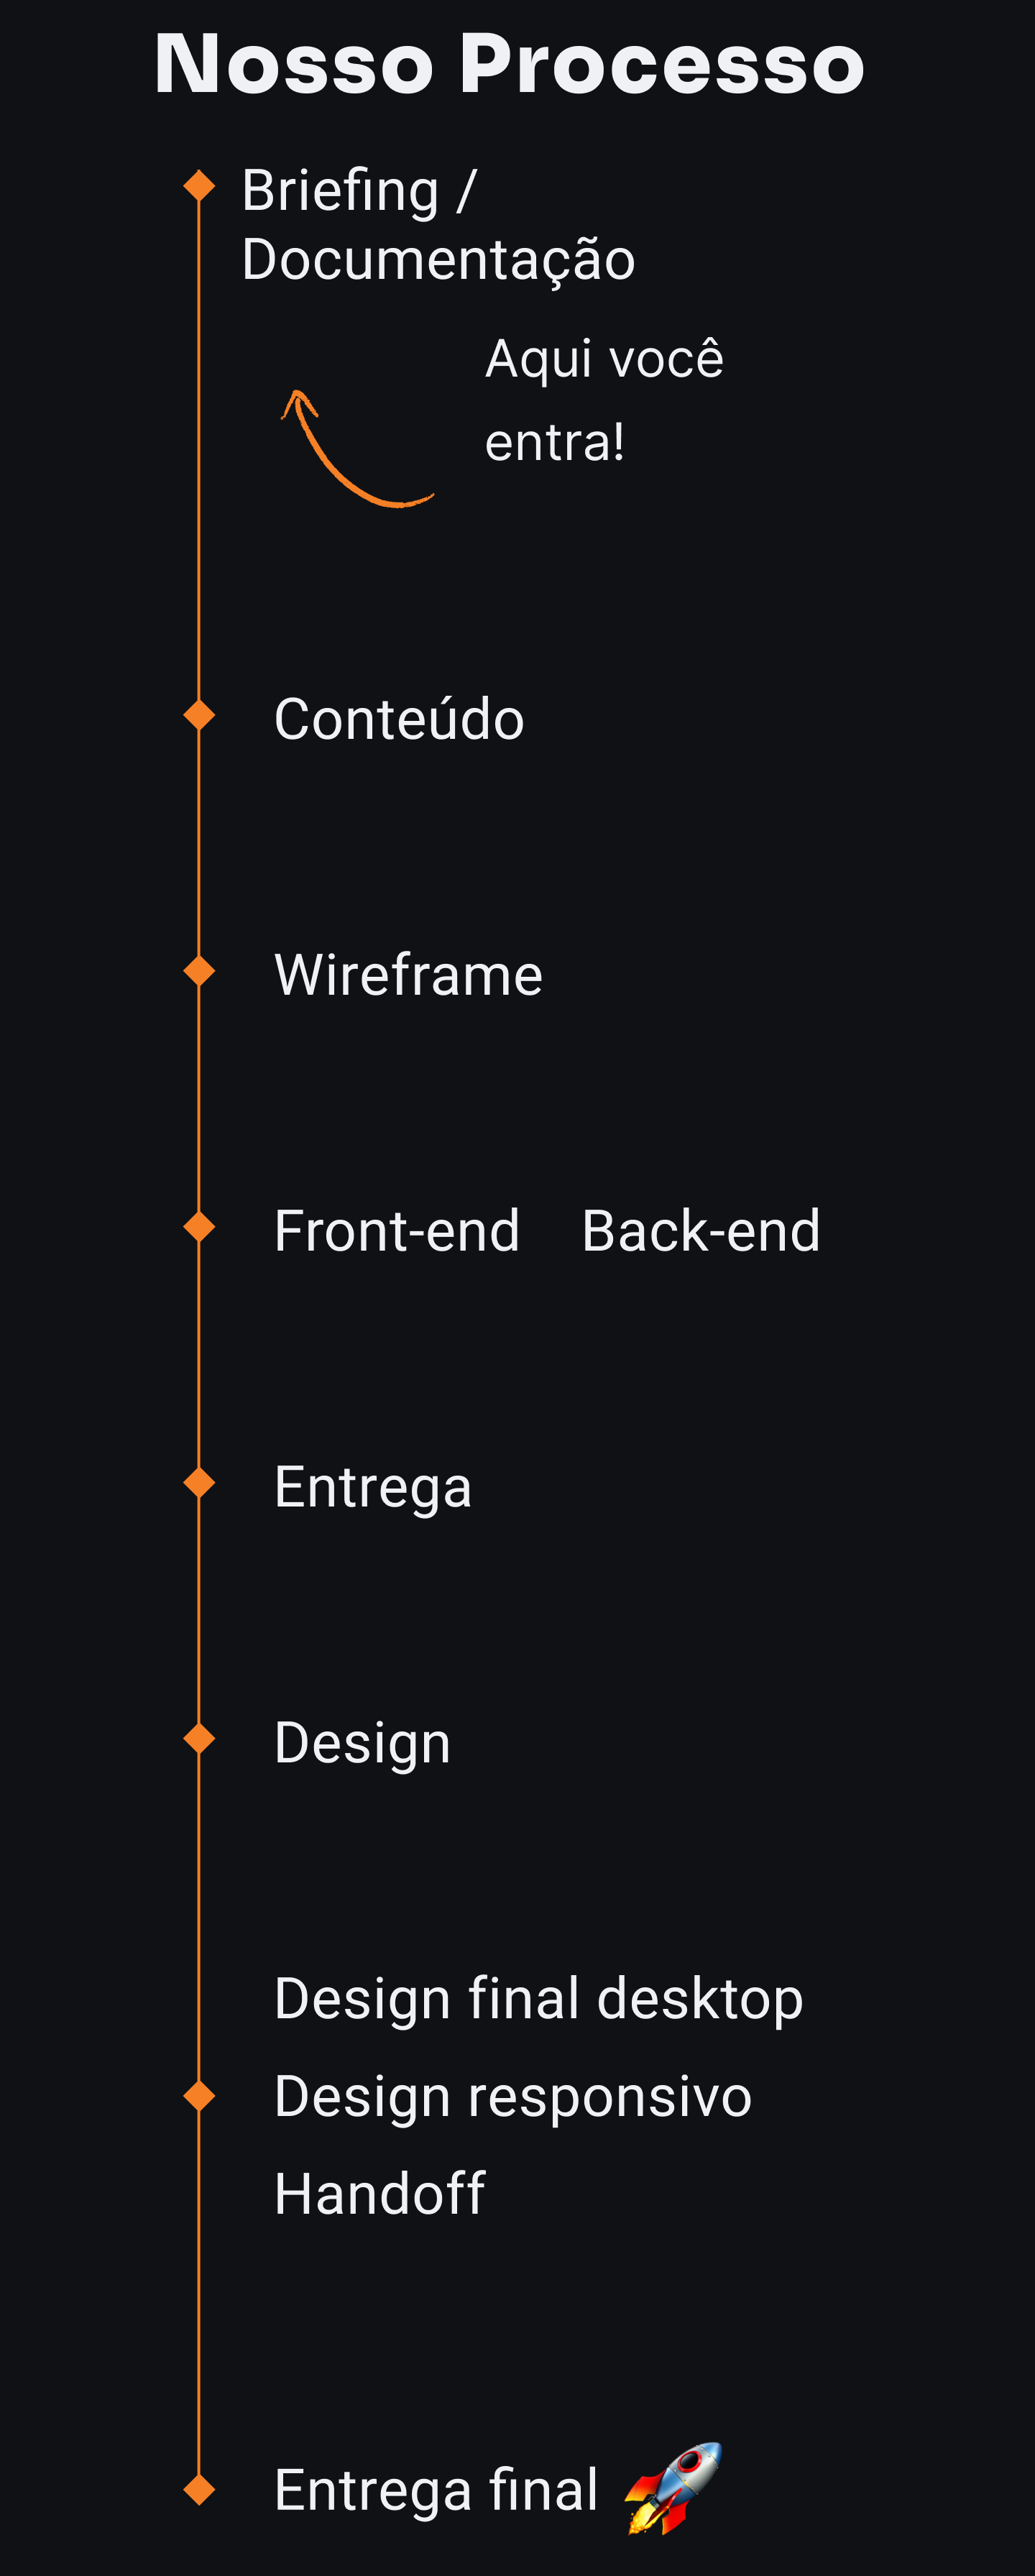 Nosso Processo
Briefing /
Documentação
Aqui você
entra!
Conteúdo
Wireframe
Front-end Back-end
Entrega
Design
Design final desktop
Design responsivo
Handoff
Entrega final 🚀